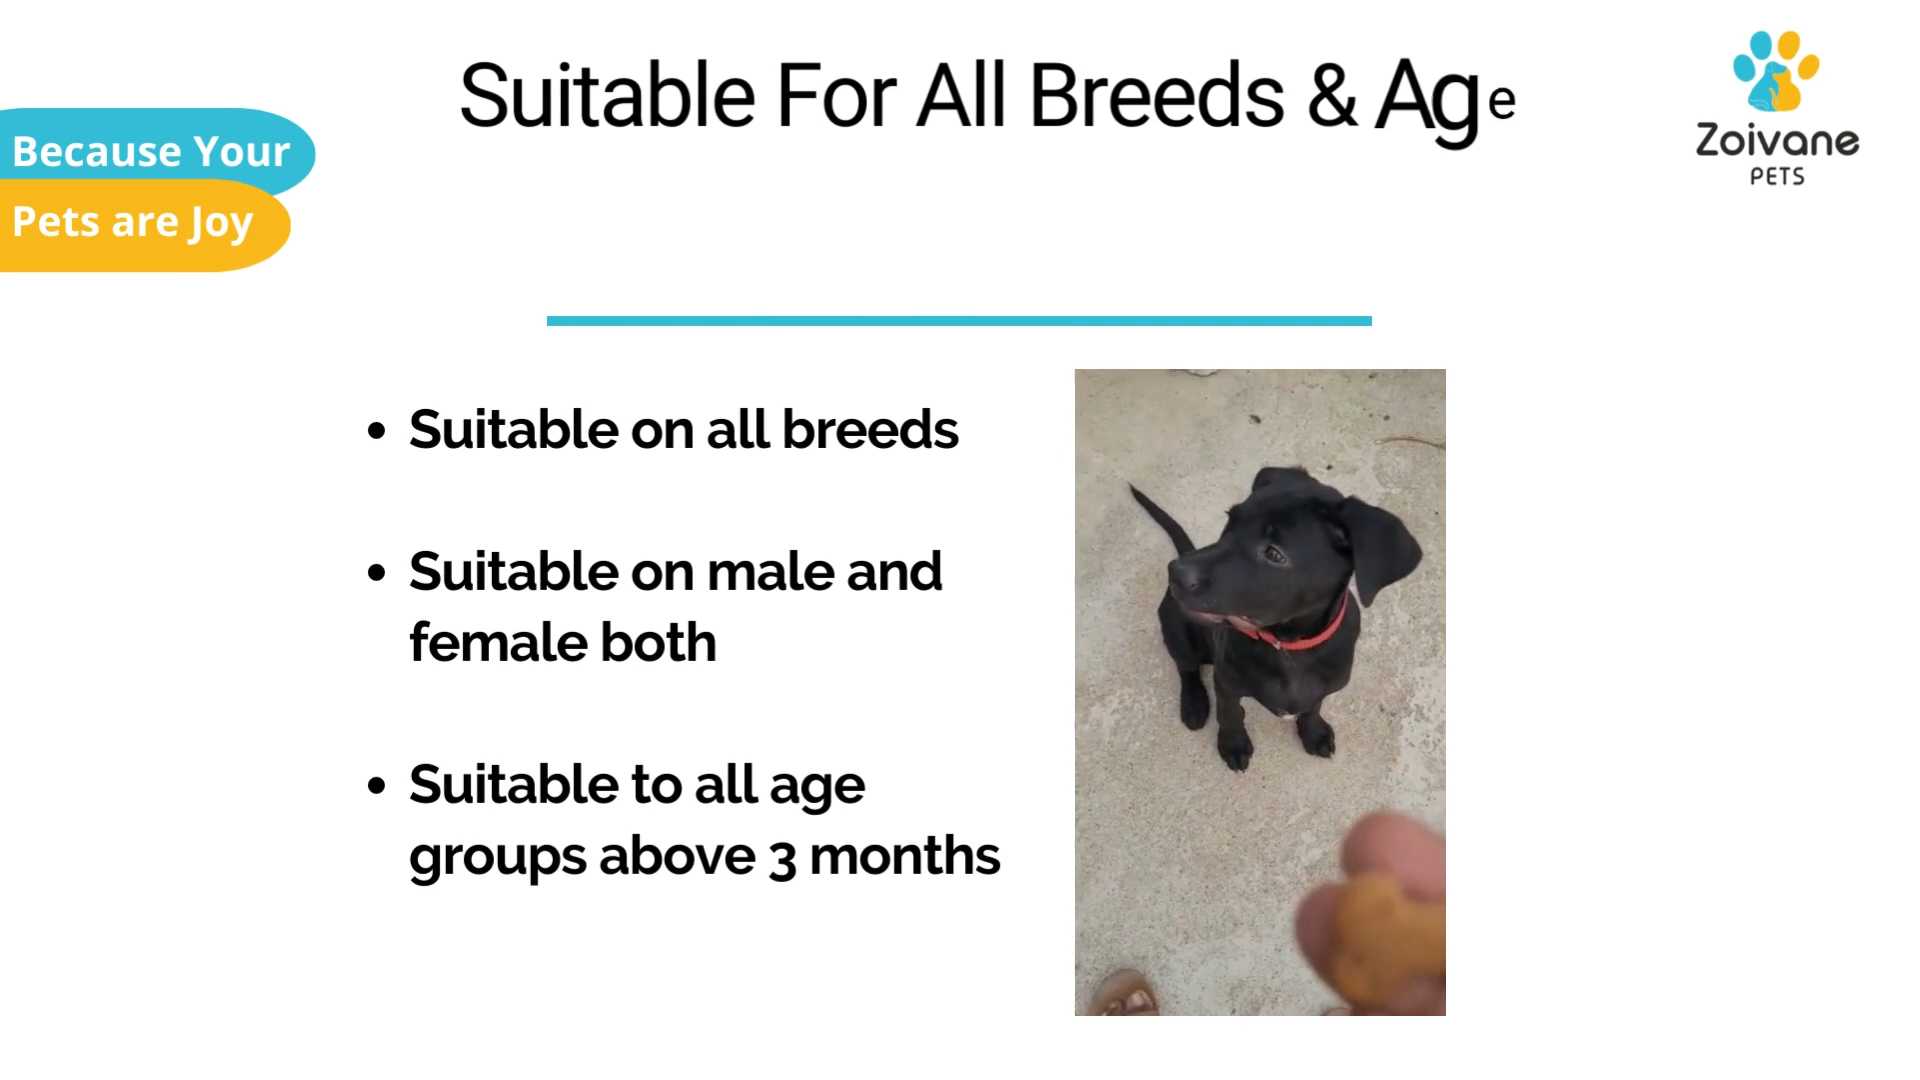 Suitable For All Breeds & Age
Because Your
Pets are Joy
Zoivane
PETS
• Suitable on all breeds
• Suitable on male and
female both
• Suitable to all age
groups above 3 months